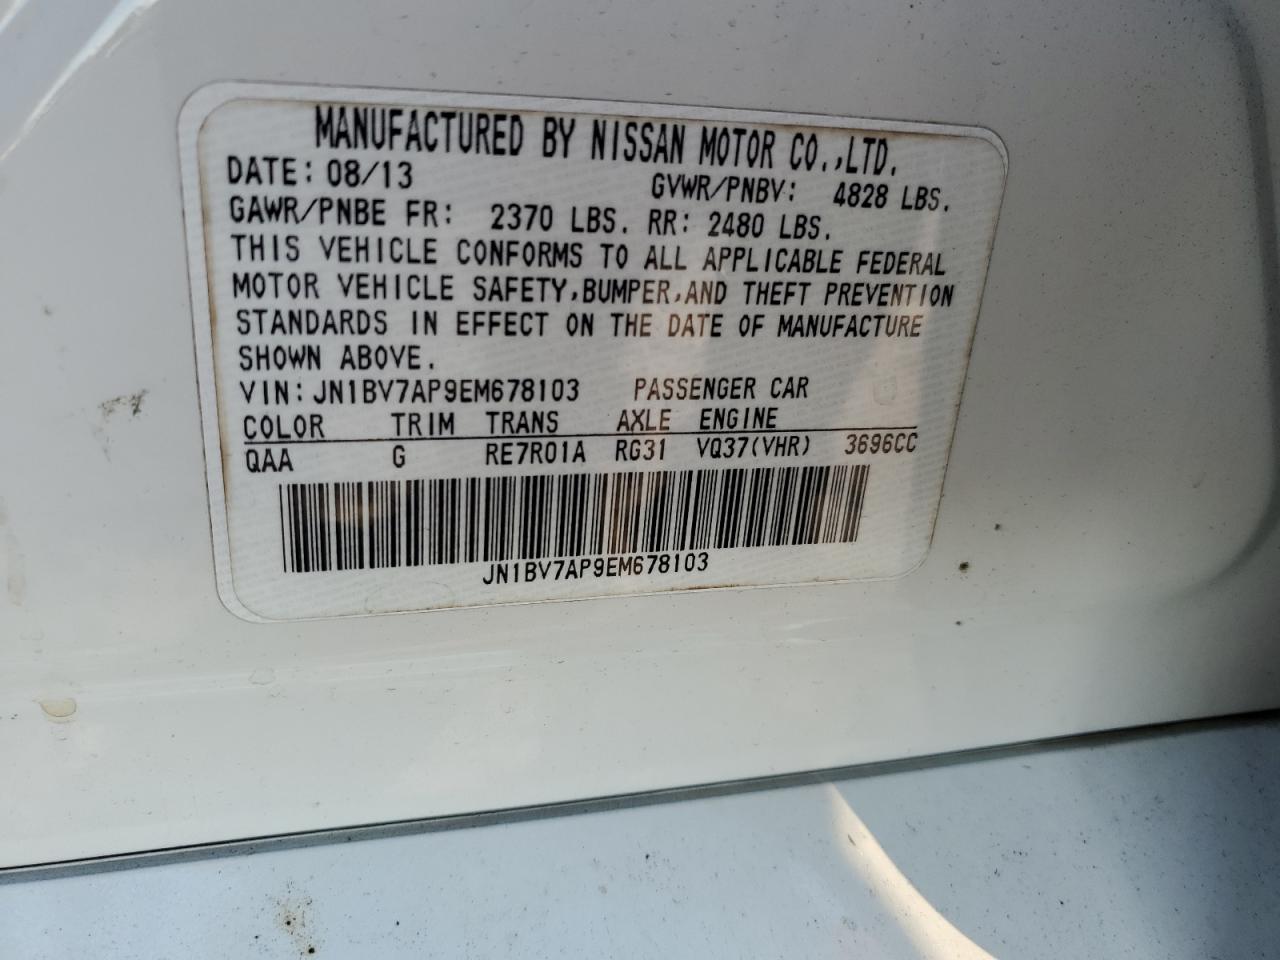 MANUFACTURED BY NISSAN MOTOR CO.,LTD.
DATE: 08/13 GVWR/PNBV: 4828 LBS.
GAWR/PNBE FR: 2370 LBS. RR: 2480 LBS.
THIS VEHICLE CONFORMS TO ALL APPLICABLE FEDERAL
MOTOR VEHICLE SAFETY,BUMPER,AND THEFT PREVENTION
STANDARDS IN EFFECT ON THE DATE OF MANUFACTURE
SHOWN ABOVE.
VIN:JN1BV7AP9EM678103 PASSENGER CAR
COLOR TRIM TRANS AXLE ENGINE
QAA G RE7R01A RG31 VQ37(VHR) 3696CC
JN1BV7AP9EM678103